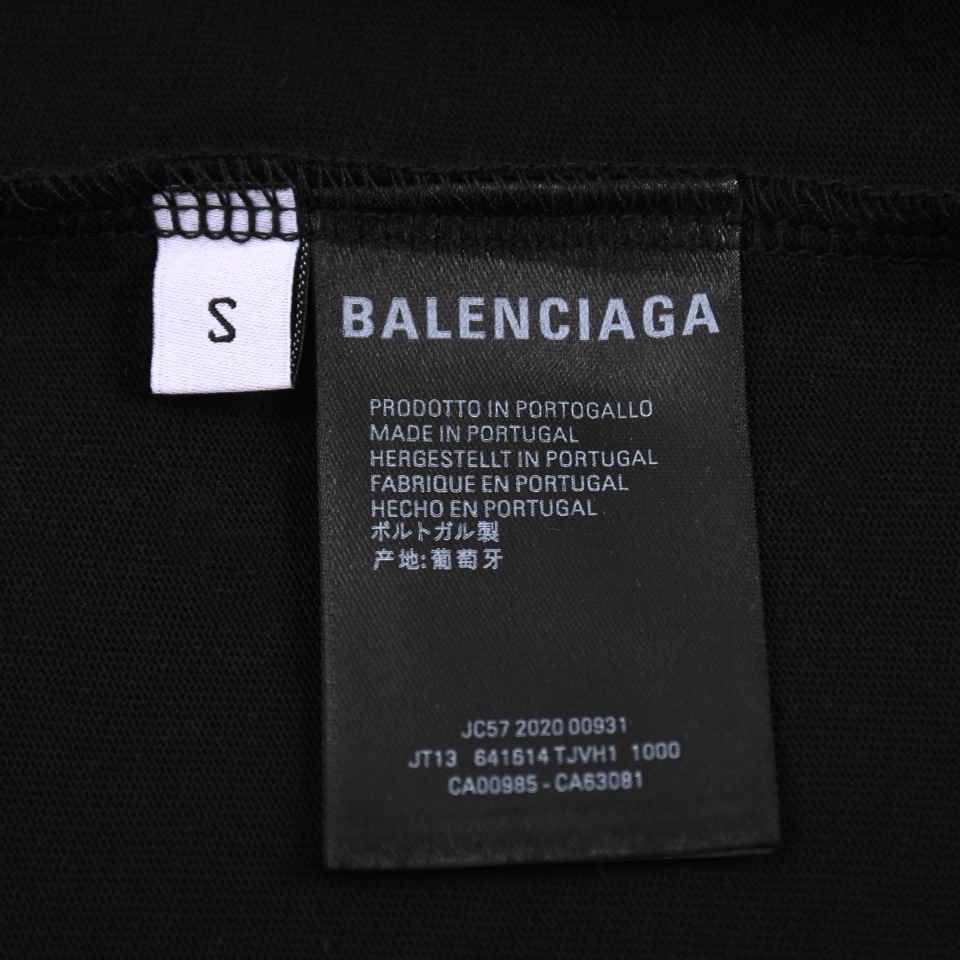 S
BALENCIAGA
PRODOTTO IN PORTOGALLO
MADE IN PORTUGAL
HERGESTELLT IN PORTUGAL
FABRIQUE EN PORTUGAL
HECHO EN PORTUGAL
ポルトガル製
产地:葡萄牙
JC57 2020 00931
JT13 641614 TJVH1 1000
CA00985 - CA63081